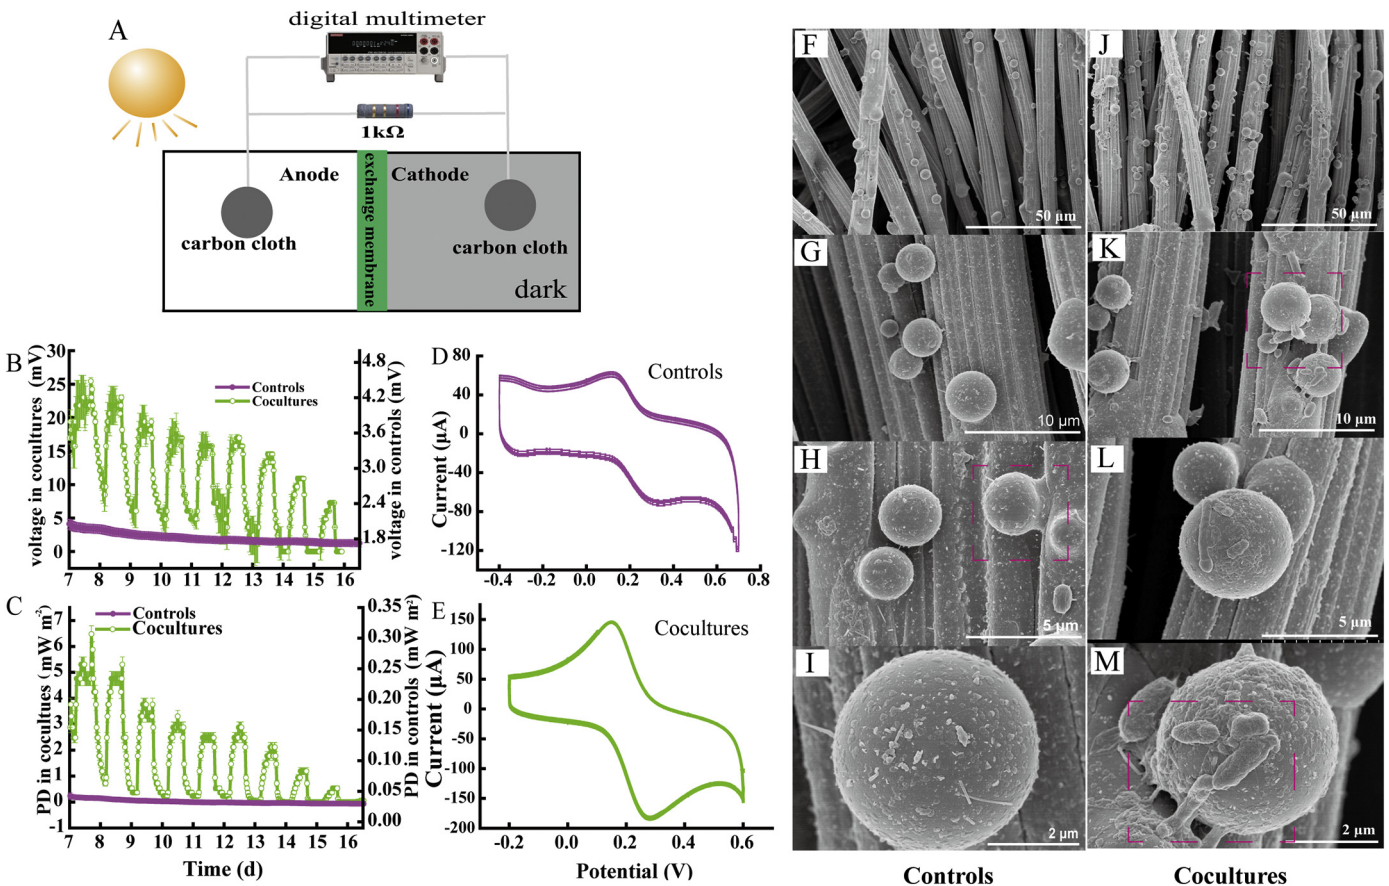 A
digital multimeter
1kΩ
Anode
exchange membrane
Cathode
carbon cloth
carbon cloth
dark
B
voltage in cocultures (mV)
30
25
20
15
10
5
0
Controls
Cocultures
4.8
4.2
3.6
3.0
2.4
1.8
voltage in controls (mV)
7 8 9 10 11 12 13 14 15 16
C
PD in cocultues (mW m-2)
7
6
5
4
3
2
1
0
-1
Controls
Cocultures
0.35
0.30
0.25
0.20
0.15
0.10
0.05
0.00
PD in controls (mW m-2)
7 8 9 10 11 12 13 14 15 16
Time (d)
D
Controls
Current (µA)
80
40
0
-40
-80
-120
-0.4 -0.2 0.0 0.2 0.4 0.6 0.8
E
Cocultures
Current (µA)
150
100
50
0
-50
-100
-150
-200
-0.2 0.0 0.2 0.4 0.6
Potential (V)
F
50 µm
J
50 µm
G
10 µm
K
10 µm
H
5 µm
L
5 µm
I
2 µm
M
2 µm
Controls
Cocultures